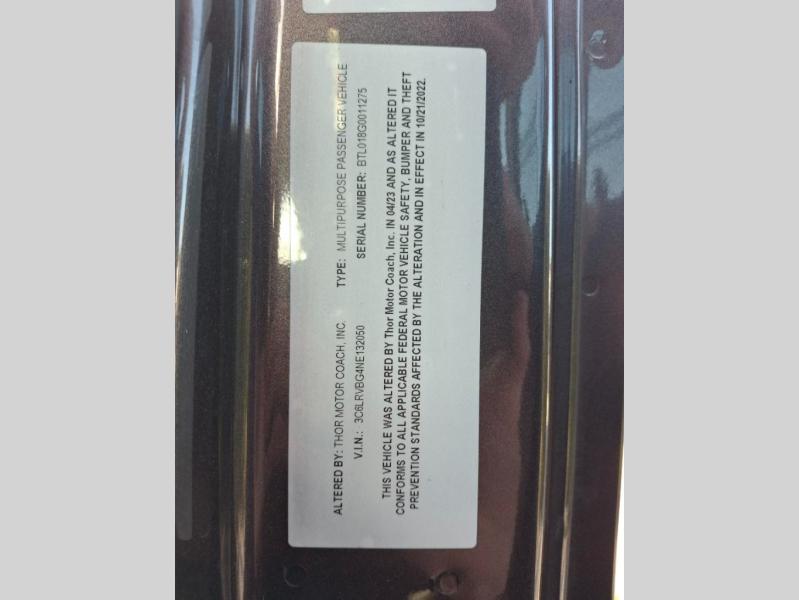 ALTERED BY: THOR MOTOR COACH, INC. TYPE: MULTIPURPOSE PASSENGER VEHICLE
V.I.N.: 3C6LRVBG4NE132050 SERIAL NUMBER: BTL018G0011275
THIS VEHICLE WAS ALTERED BY Thor Motor Coach, Inc. IN 04/23 AND AS ALTERED IT
CONFORMS TO ALL APPLICABLE FEDERAL MOTOR VEHICLE SAFETY, BUMPER AND THEFT
PREVENTION STANDARDS AFFECTED BY THE ALTERATION AND IN EFFECT IN 10/21/2022.